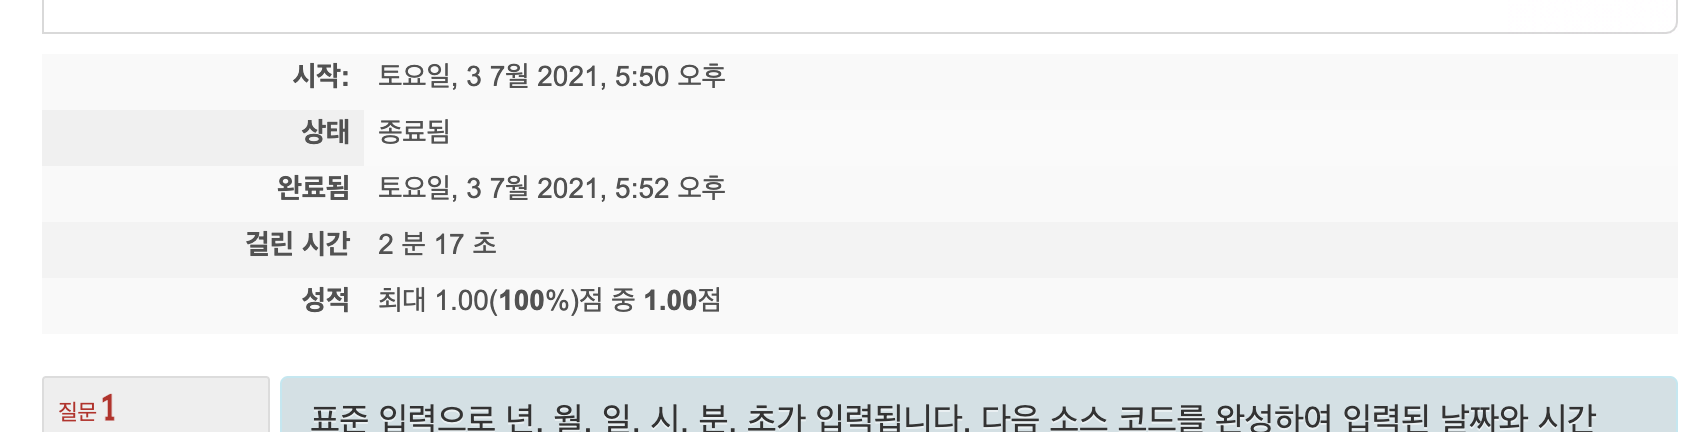 시작: 토요일, 3 7월 2021, 5:50 오후
상태 종료됨
완료됨 토요일, 3 7월 2021, 5:52 오후
걸린 시간 2 분 17 초
성적 최대 1.00(100%)점 중 1.00점
질문 1
표준 입력으로 년, 월, 일, 시, 분, 초가 입력됩니다. 다음 소스 코드를 완성하여 입력된 날짜와 시간